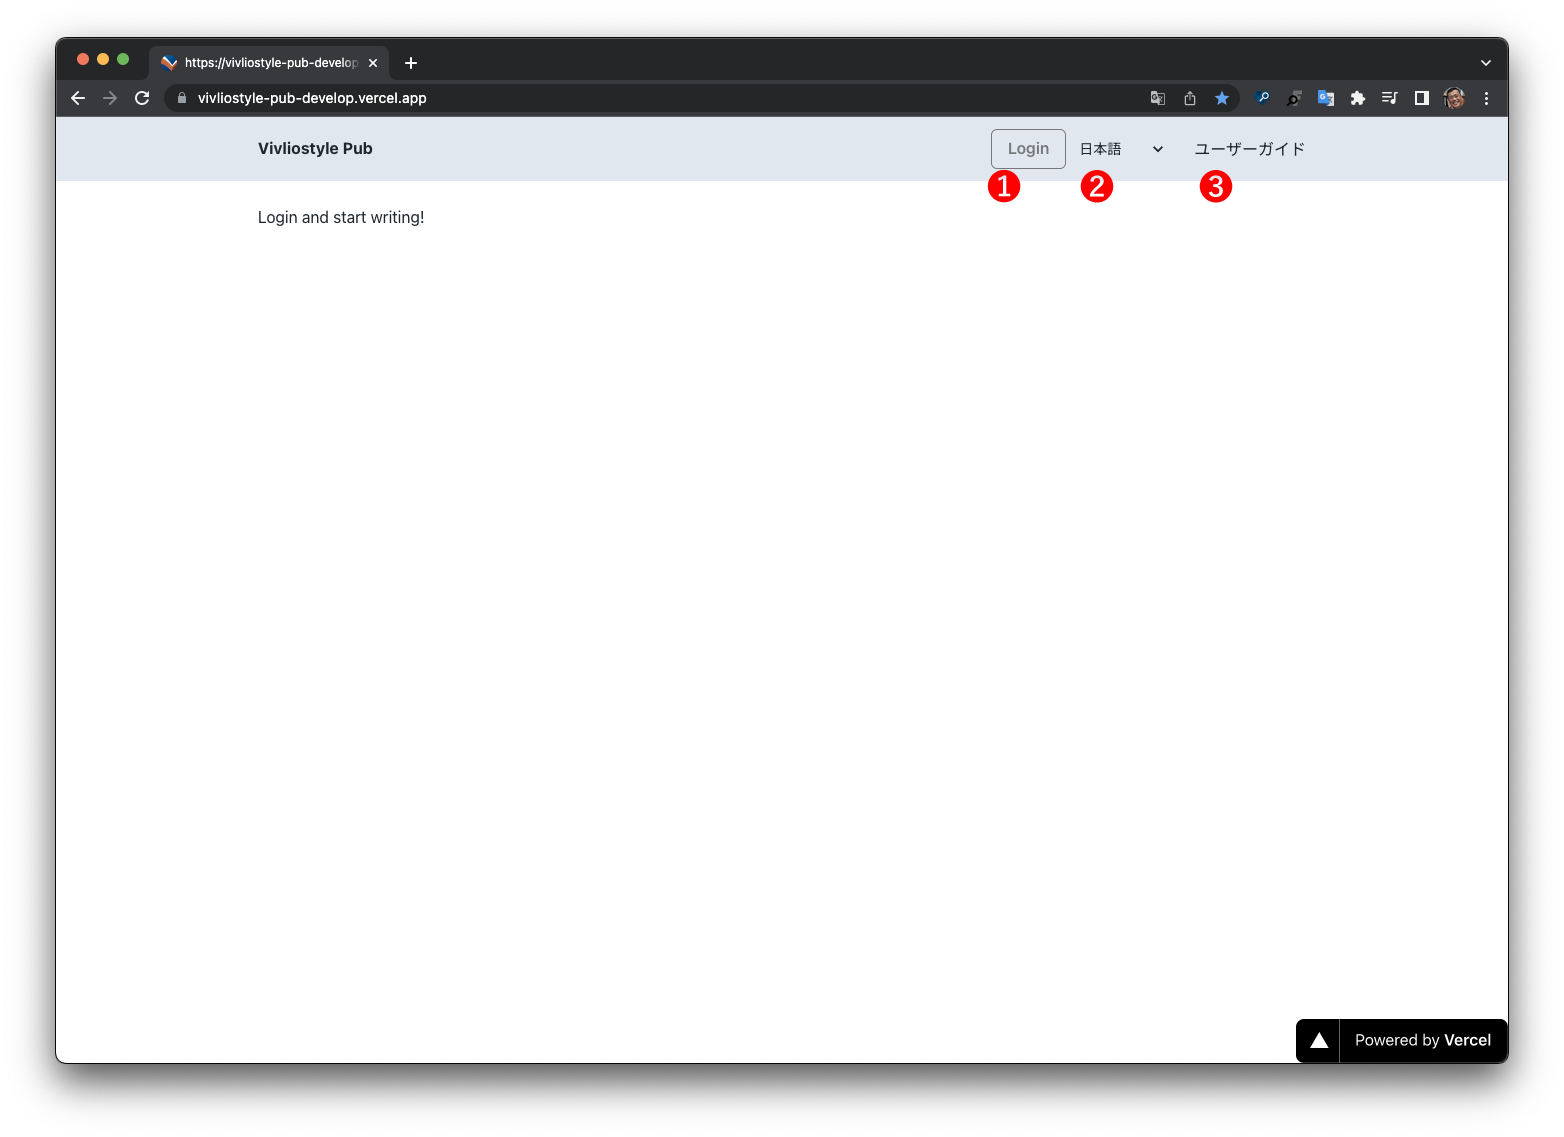 https://vivliostyle-pub-develop
vivliostyle-pub-develop.vercel.app
Vivliostyle Pub
Login
日本語
ユーザーガイド
1
2
3
Login and start writing!
Powered by Vercel